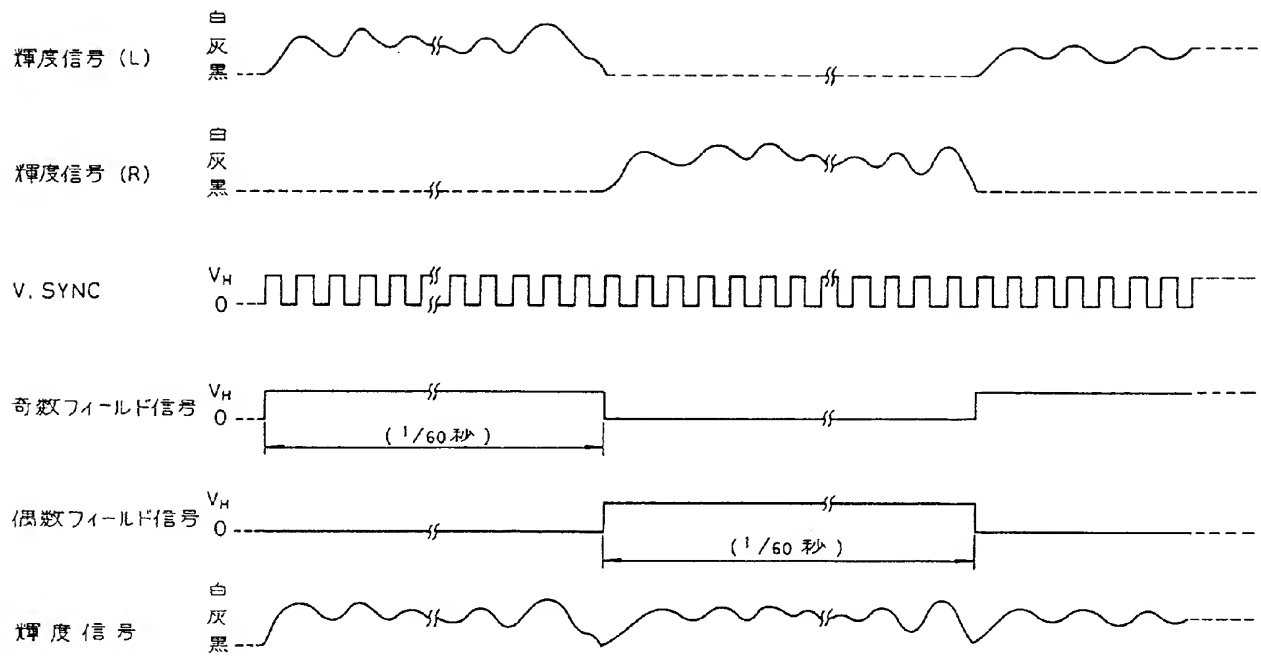 白
輝度信号 (L) 灰
黒
白
輝度信号 (R) 灰
黒
V. SYNC VH
0
奇数フィールド信号 VH
0
(1/60秒)
偶数フィールド信号 VH
0
(1/60秒)
白
輝度信号 灰
黒